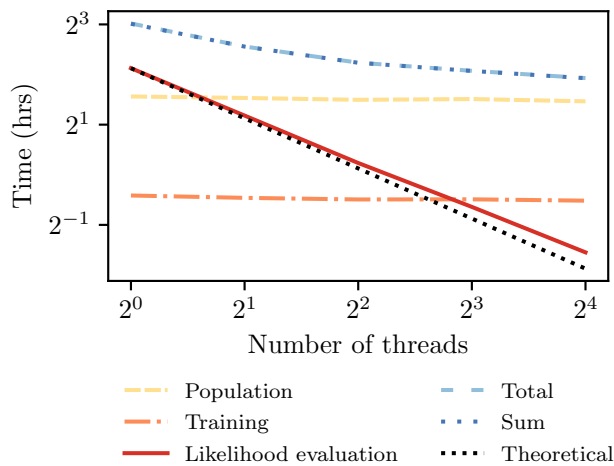 2^3
2^1
2^{-1}
Time (hrs)
2^0 2^1 2^2 2^3 2^4
Number of threads
Population
Training
Likelihood evaluation
Total
Sum
Theoretical